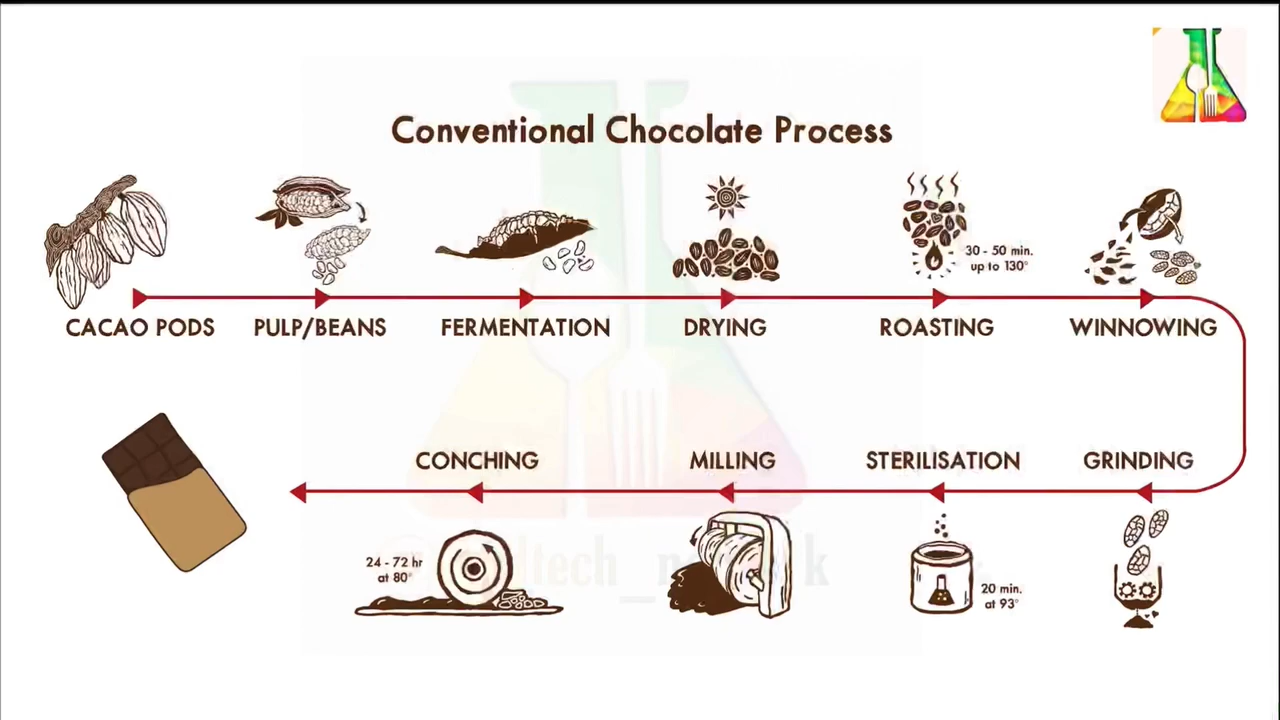 Conventional Chocolate Process
30 - 50 min.
up to 130°
CACAO PODS
PULP/BEANS
FERMENTATION
DRYING
ROASTING
WINNOWING
CONCHING
MILLING
STERILISATION
GRINDING
24 - 72 hr
at 80°
20 min.
at 93°